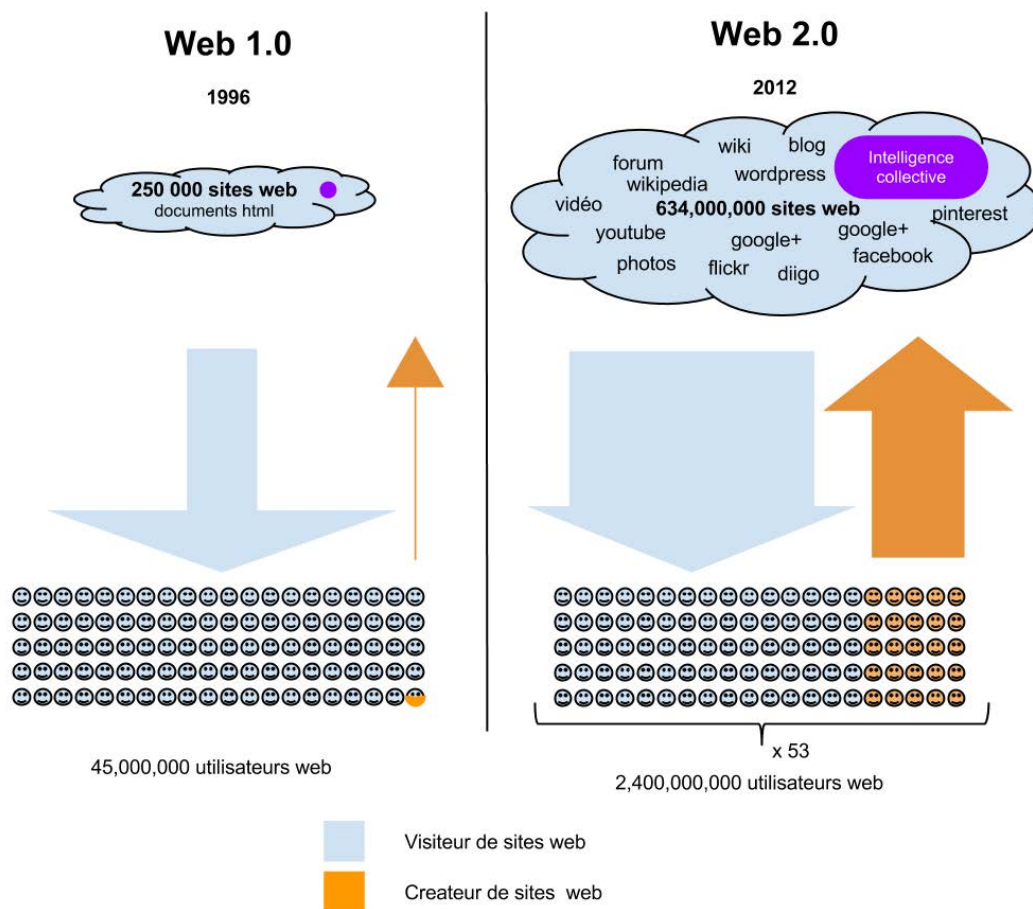 Web 1.0
1996
250 000 sites web
documents html
45,000,000 utilisateurs web
Web 2.0
2012
wiki
blog
forum
wikipedia
wordpress
Intelligence
collective
vidéo
634,000,000 sites web
pinterest
youtube
google+
google+
photos
flickr
diigo
facebook
x 53
2,400,000,000 utilisateurs web
Visiteur de sites web
Createur de sites web